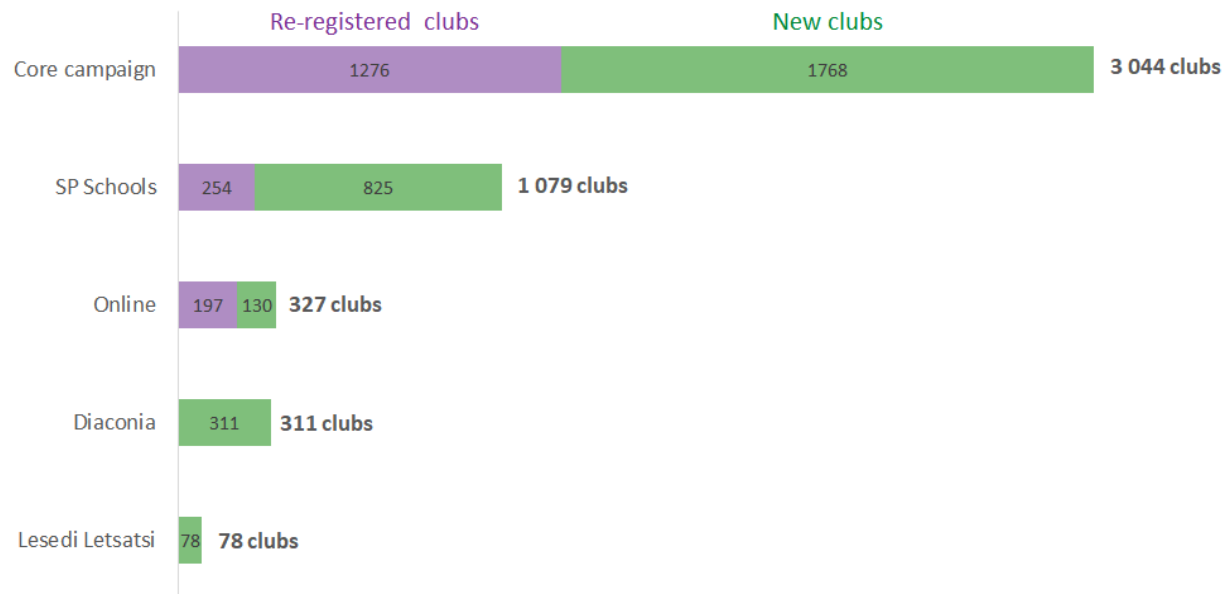 Re-registered clubs New clubs
Core campaign 1276 1768 3 044 clubs
SP Schools 254 825 1 079 clubs
Online 197 130 327 clubs
Diaconia 311 311 clubs
Lesedi Letsatsi 78 78 clubs